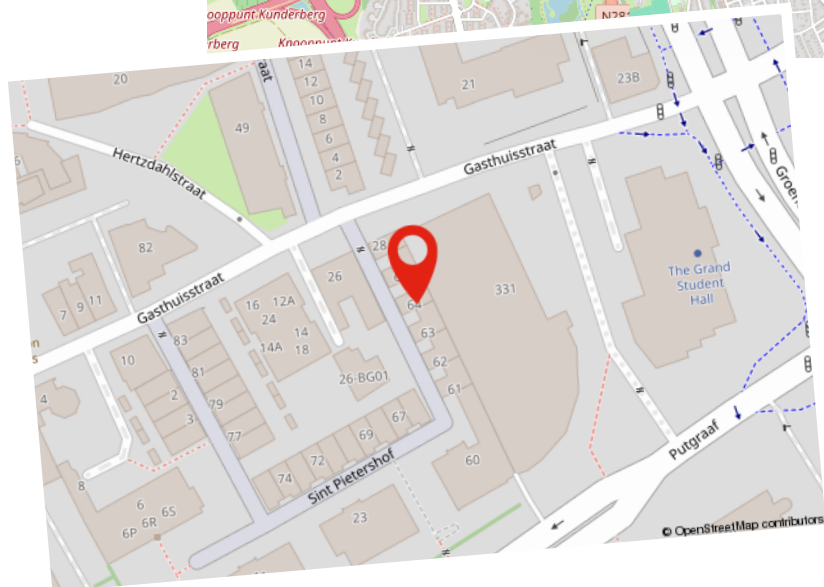 Knooppunt Kunderberg
N281
rberg
Knooppunt K
20
14
12
10
8
6
4
2
21
23B
49
Hertzdahlstraat
Gasthuisstraat
Groen
82
28
26
331
The Grand
Student
Hall
7 9 11
Gasthuisstraat
16 12A
24
14
14A 18
64
63
62
61
83
81
79
77
10
2
3
26-BG01
4
67
69
72
74
60
Putgraaf
Sint Pietershof
8
6
6P 6R 6S
23
© OpenStreetMap contributors